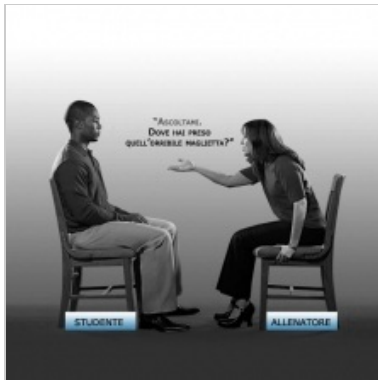 "Ascoltami.
Dove hai preso
quell'orribile maglietta?"
STUDENTE
ALLENATORE